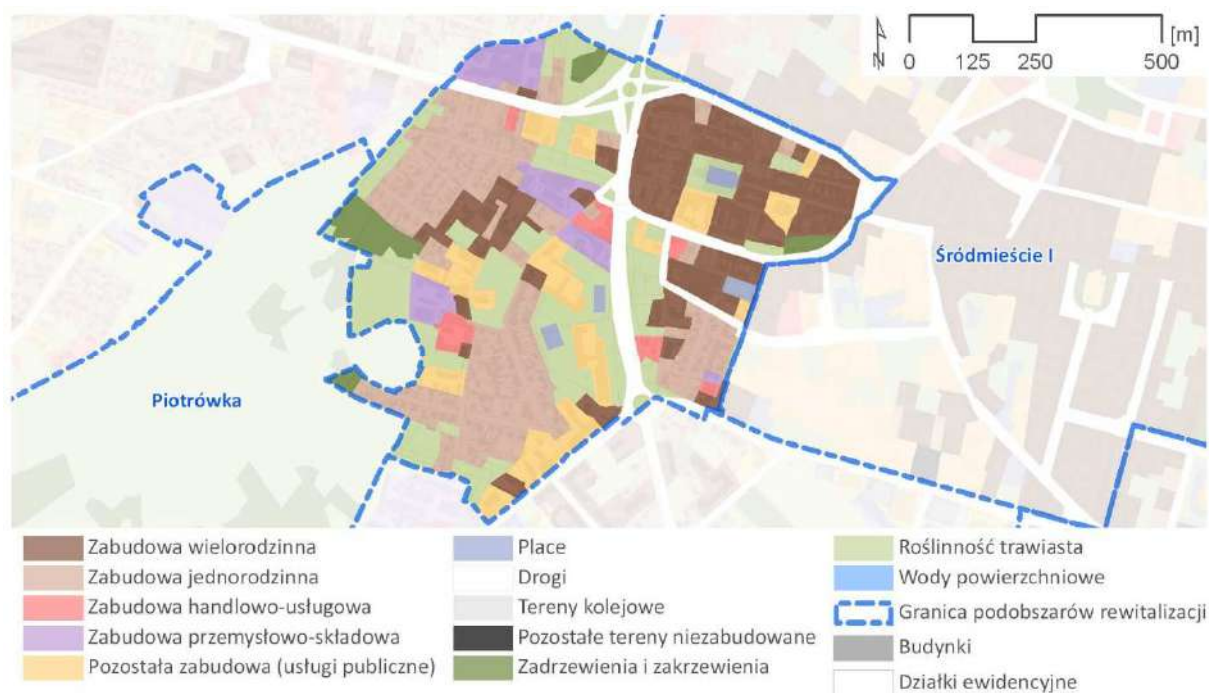 N
[m]
0 125 250 500
Śródmieście I
Piotrówka
Zabudowa wielorodzinna
Zabudowa jednorodzinna
Zabudowa handlowo-usługowa
Zabudowa przemysłowo-składowa
Pozostała zabudowa (usługi publiczne)
Place
Drogi
Tereny kolejowe
Pozostałe tereny niezabudowane
Zadrzewienia i zakrzewienia
Roślinność trawiasta
Wody powierzchniowe
Granica podobszarów rewitalizacji
Budynki
Działki ewidencyjne